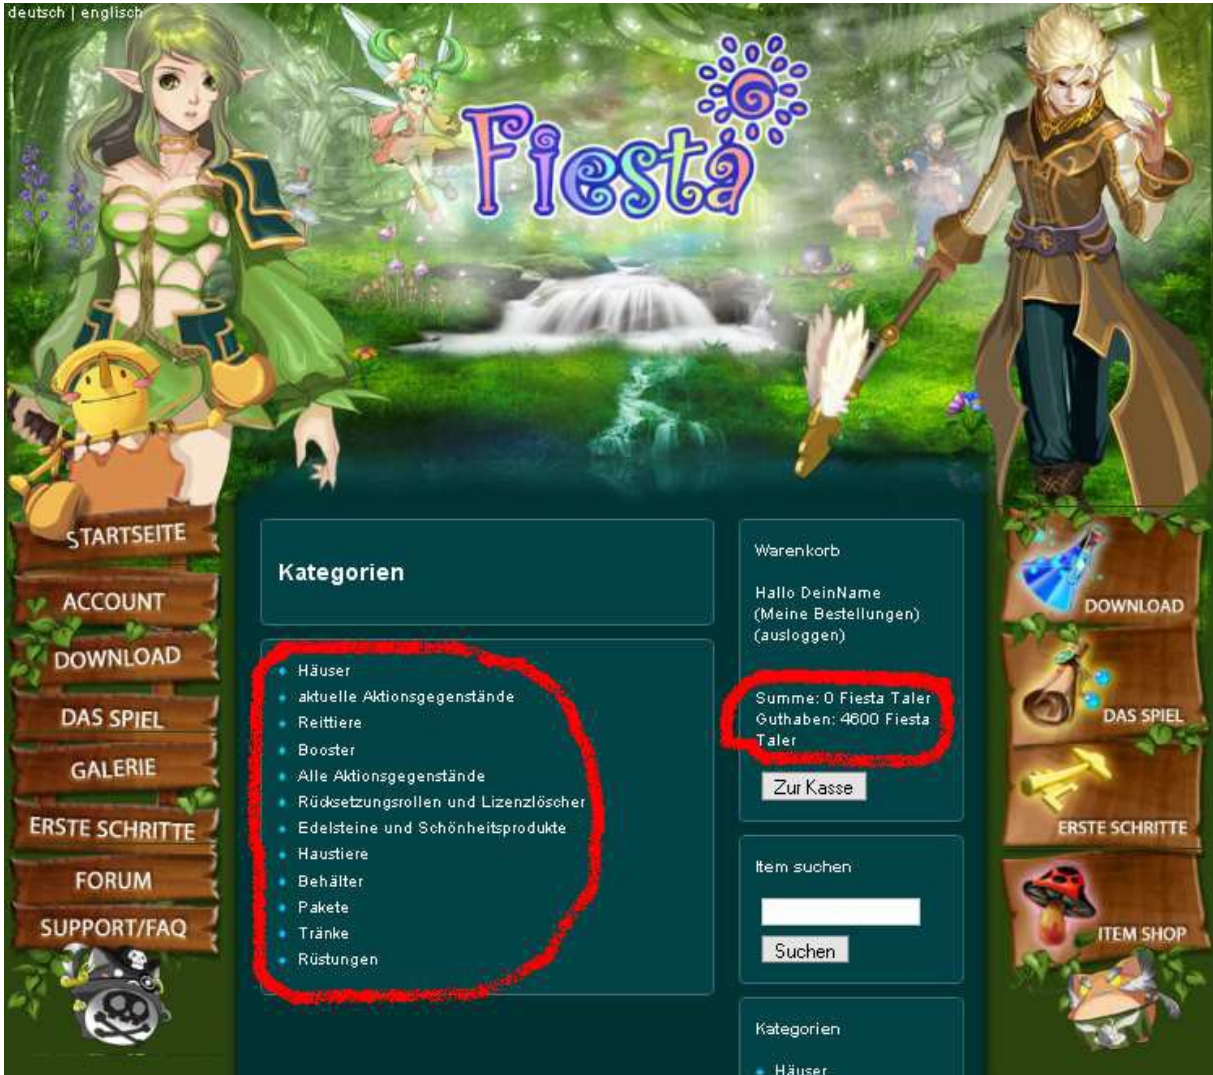 deutsch | englisch
Fiesta
STARTSEITE
ACCOUNT
DOWNLOAD
DAS SPIEL
GALERIE
ERSTE SCHRITTE
FORUM
SUPPORT/FAQ
Kategorien
Häuser
aktuelle Aktionsgegenstände
Reittiere
Booster
Alle Aktionsgegenstände
Rücksetzungsrollen und Lizenzlöscher
Edelsteine und Schönheitsprodukte
Haustiere
Behälter
Pakete
Tränke
Rüstungen
Warenkorb
Hallo DeinName
(Meine Bestellungen)
(ausloggen)
Summe: 0 Fiesta Taler
Guthaben: 4600 Fiesta
Taler
Zur Kasse
Item suchen
Suchen
Kategorien
Häuser
DOWNLOAD
DAS SPIEL
ERSTE SCHRITTE
ITEM SHOP